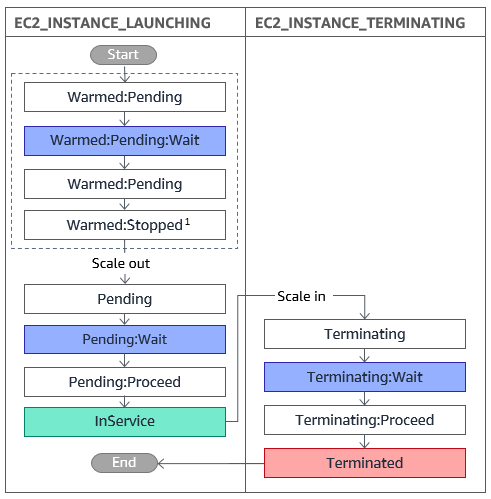 EC2_INSTANCE_LAUNCHING
EC2_INSTANCE_TERMINATING
Start
Warmed:Pending
Warmed:Pending:Wait
Warmed:Pending
Warmed:Stopped¹
Scale out
Pending
Pending:Wait
Pending:Proceed
InService
Scale in
Terminating
Terminating:Wait
Terminating:Proceed
Terminated
End